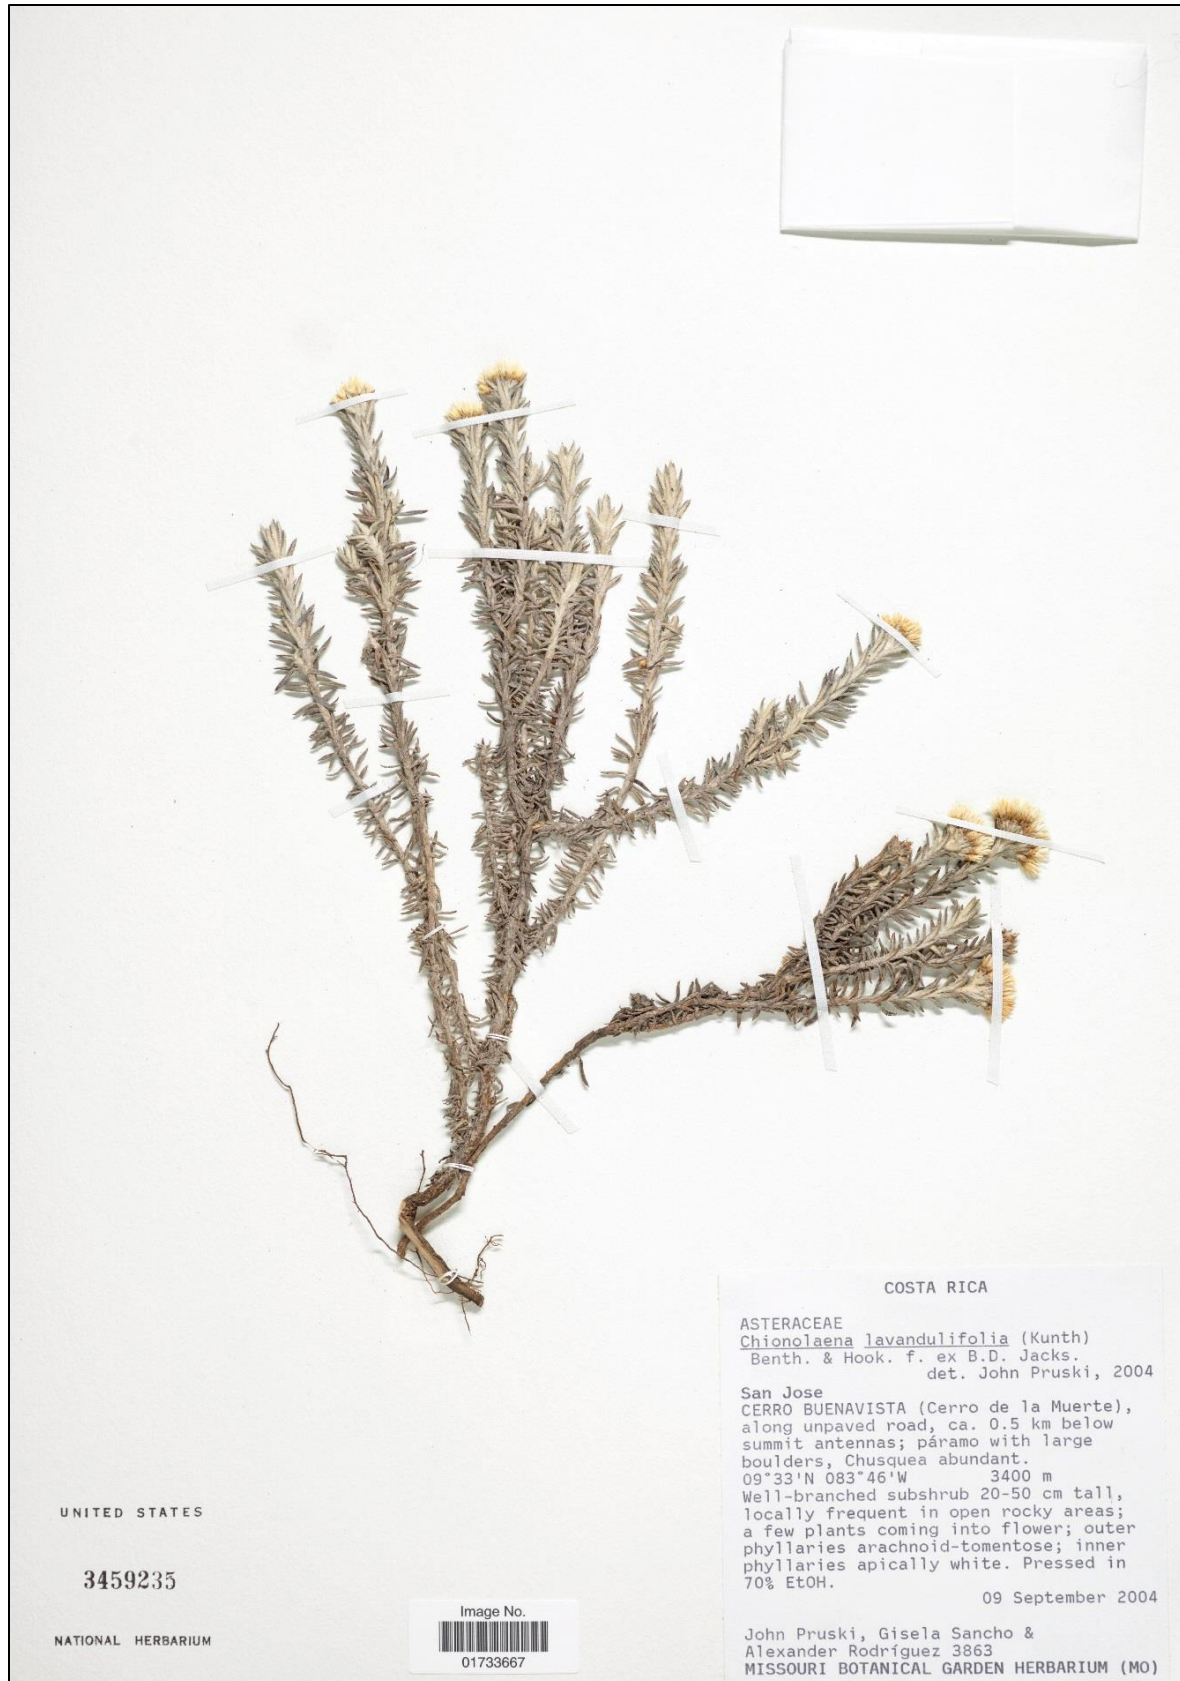 COSTA RICA
ASTERACEAE
Chionolaena lavandulifolia (Kunth)
Benth. & Hook. f. ex B.D. Jacks.
det. John Pruski, 2004
San Jose
CERRO BUENAVISTA (Cerro de la Muerte),
along unpaved road, ca. 0.5 km below
summit antennas; páramo with large
boulders, Chusquea abundant.
09°33'N 083°46'W 3400 m
Well-branched subshrub 20-50 cm tall,
locally frequent in open rocky areas;
a few plants coming into flower; outer
phyllaries arachnoid-tomentose; inner
phyllaries apically white. Pressed in
70% EtOH.
09 September 2004
John Pruski, Gisela Sancho &
Alexander Rodríguez 3863
MISSOURI BOTANICAL GARDEN HERBARIUM (MO)
UNITED STATES
3459235
NATIONAL HERBARIUM
Image No.
01733667